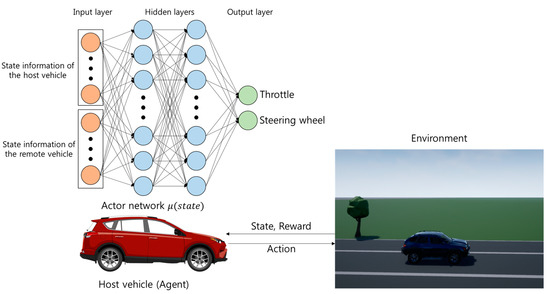 Input layer
Hidden layers
Output layer
State information of
the host vehicle
State information of
the remote vehicle
Throttle
Steering wheel
Actor network μ(state)
Environment
State, Reward
Action
Host vehicle (Agent)